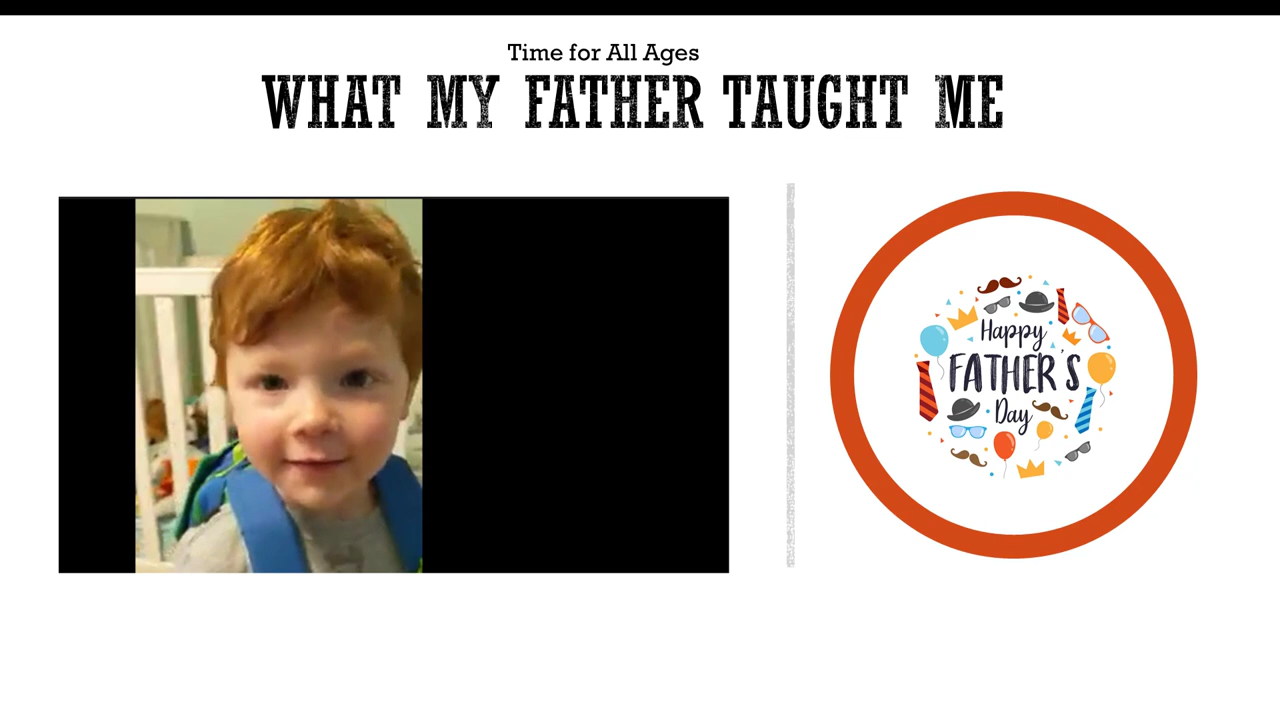 Time for All Ages
WHAT MY FATHER TAUGHT ME
Happy
FATHER'S
Day